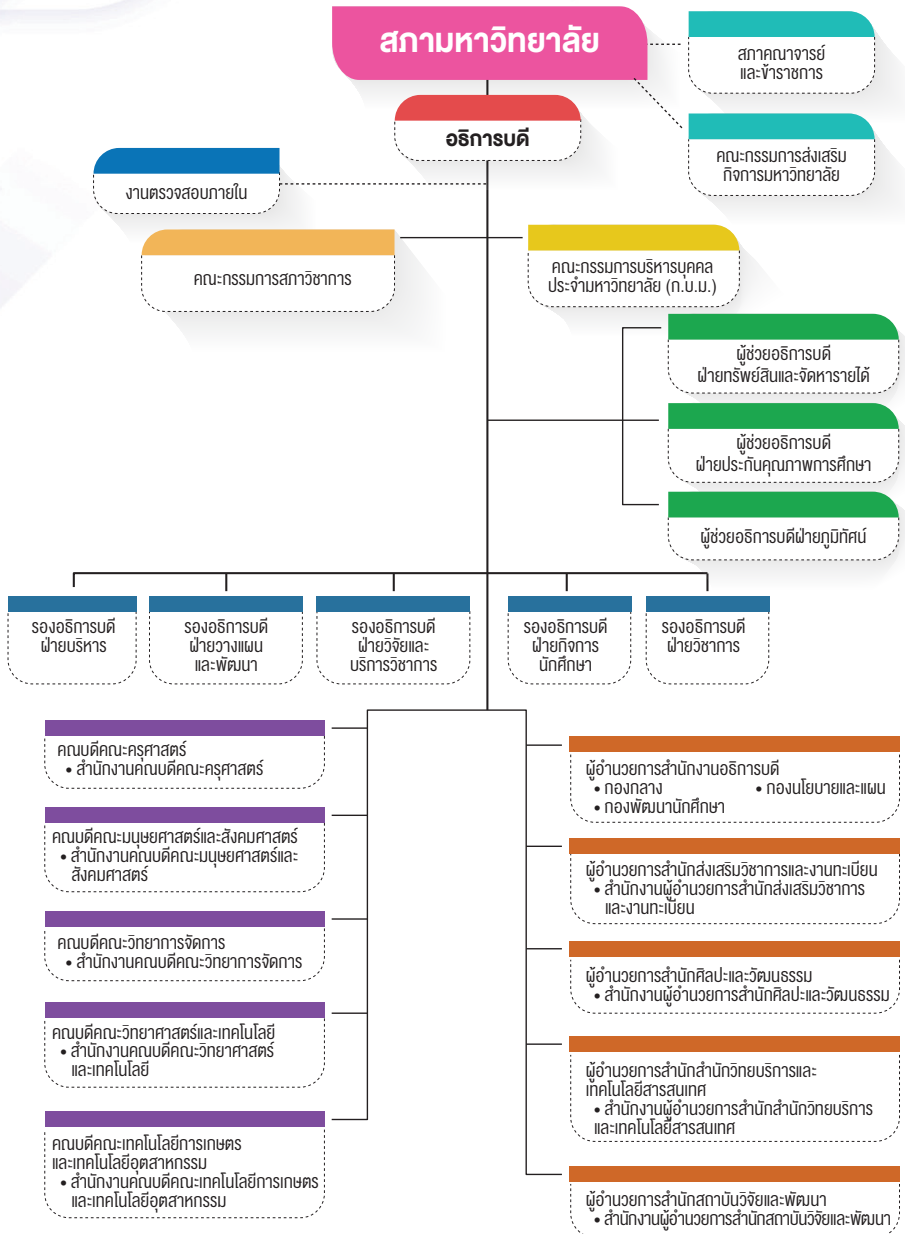 สภามหาวิทยาลัย
สภาคณาจารย์
และข้าราชการ
อธิการบดี
คณะกรรมการส่งเสริม
กิจการมหาวิทยาลัย
งานตรวจสอบภายใน
คณะกรรมการสภาวิชาการ
คณะกรรมการบริหารบุคคล
ประจำมหาวิทยาลัย (ก.บ.ม.)
ผู้ช่วยอธิการบดี
ฝ่ายทรัพย์สินและจัดหารายได้
ผู้ช่วยอธิการบดี
ฝ่ายประกันคุณภาพการศึกษา
ผู้ช่วยอธิการบดีฝ่ายภูมิทัศน์
รองอธิการบดี
ฝ่ายบริหาร
รองอธิการบดี
ฝ่ายวางแผน
และพัฒนา
รองอธิการบดี
ฝ่ายวิจัยและ
บริการวิชาการ
รองอธิการบดี
ฝ่ายกิจการ
นักศึกษา
รองอธิการบดี
ฝ่ายวิชาการ
คณบดีคณะครุศาสตร์
• สำนักงานคณบดีคณะครุศาสตร์
คณบดีคณะมนุษยศาสตร์และสังคมศาสตร์
• สำนักงานคณบดีคณะมนุษยศาสตร์และ
สังคมศาสตร์
คณบดีคณะวิทยาการจัดการ
• สำนักงานคณบดีคณะวิทยาการจัดการ
คณบดีคณะวิทยาศาสตร์และเทคโนโลยี
• สำนักงานคณบดีคณะวิทยาศาสตร์
และเทคโนโลยี
คณบดีคณะเทคโนโลยีการเกษตร
และเทคโนโลยีอุตสาหกรรม
• สำนักงานคณบดีคณะเทคโนโลยีการเกษตร
และเทคโนโลยีอุตสาหกรรม
ผู้อำนวยการสำนักงานอธิการบดี
• กองกลาง • กองนโยบายและแผน
• กองพัฒนานักศึกษา
ผู้อำนวยการสำนักส่งเสริมวิชาการและงานทะเบียน
• สำนักงานผู้อำนวยการสำนักส่งเสริมวิชาการ
และงานทะเบียน
ผู้อำนวยการสำนักศิลปะและวัฒนธรรม
• สำนักงานผู้อำนวยการสำนักศิลปะและวัฒนธรรม
ผู้อำนวยการสำนักสำนักวิทยบริการและ
เทคโนโลยีสารสนเทศ
• สำนักงานผู้อำนวยการสำนักสำนักวิทยบริการ
และเทคโนโลยีสารสนเทศ
ผู้อำนวยการสำนักสถาบันวิจัยและพัฒนา
• สำนักงานผู้อำนวยการสำนักสถาบันวิจัยและพัฒนา